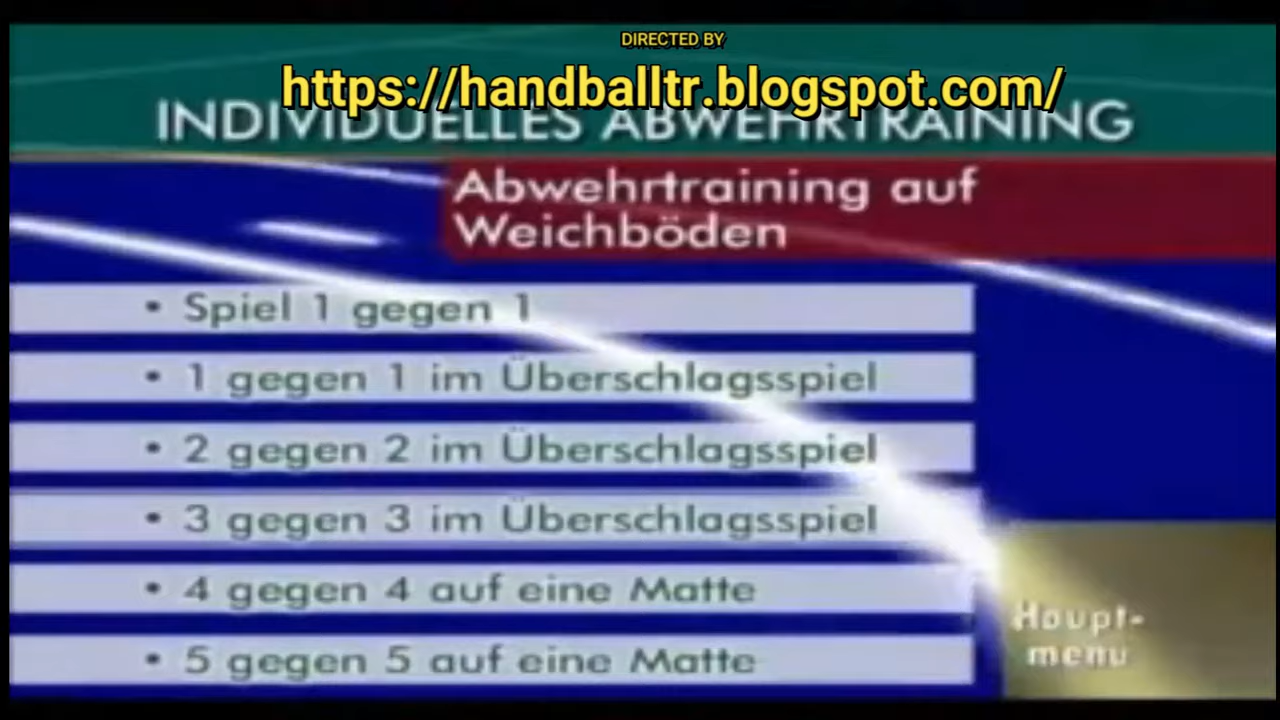 DIRECTED BY
https://handballtr.blogspot.com/
INDIVIDUELLES ABWEHRTRAINING
Abwehrtraining auf
Weichböden
• Spiel 1 gegen 1
• 1 gegen 1 im Überschlagsspiel
• 2 gegen 2 im Überschlagsspiel
• 3 gegen 3 im Überschlagsspiel
• 4 gegen 4 auf eine Matte
• 5 gegen 5 auf eine Matte
Haupt-
menu